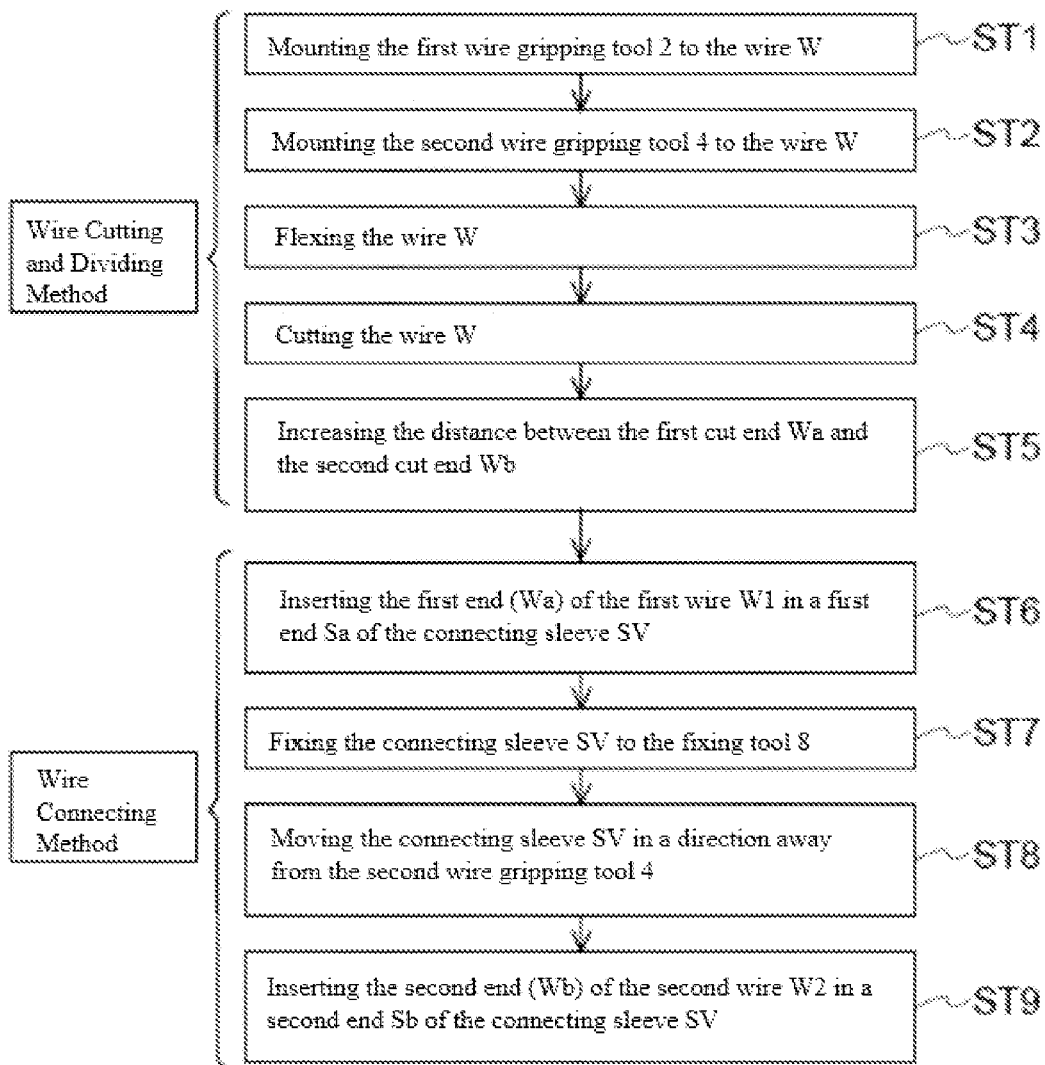 Mounting the first wire gripping tool 2 to the wire W
ST1
Mounting the second wire gripping tool 4 to the wire W
ST2
Wire Cutting
and Dividing
Method
Flexing the wire W
ST3
Cutting the wire W
ST4
Increasing the distance between the first cut end Wa and
the second cut end Wb
ST5
Inserting the first end (Wa) of the first wire W1 in a first
end Sa of the connecting sleeve SV
ST6
Fixing the connecting sleeve SV to the fixing tool 8
ST7
Wire
Connecting
Method
Moving the connecting sleeve SV in a direction away
from the second wire gripping tool 4
ST8
Inserting the second end (Wb) of the second wire W2 in a
second end Sb of the connecting sleeve SV
ST9